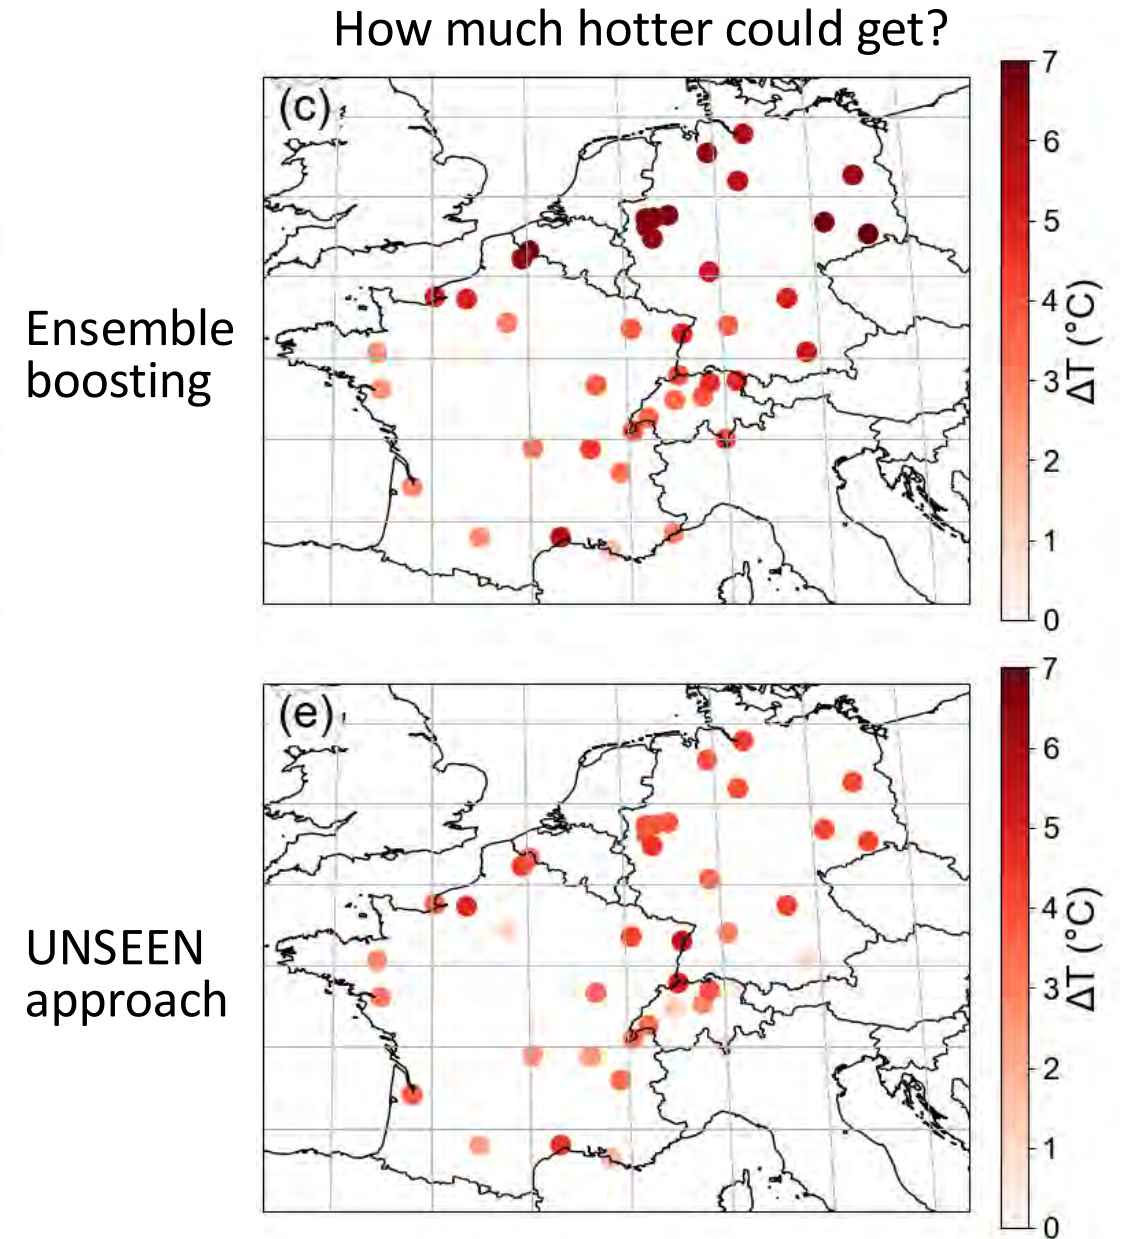 How much hotter could get?
(c)
7
6
5
4
3
2
1
0
ΔT (°C)
Ensemble
boosting
(e)
7
6
5
4
3
2
1
0
ΔT (°C)
UNSEEN
approach